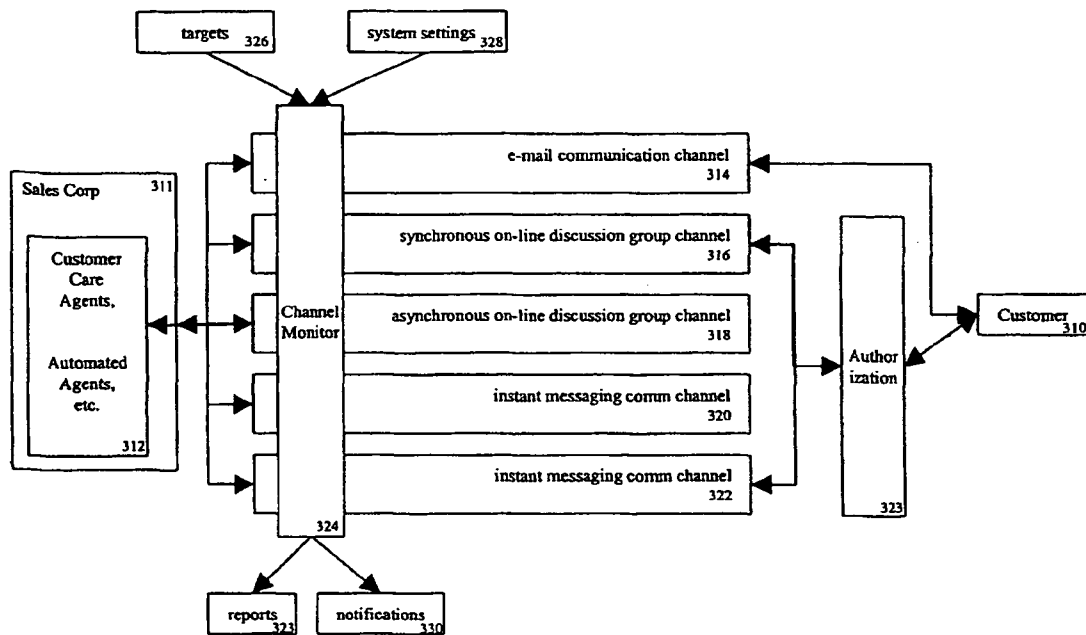 targets
326
system settings
328
e-mail communication channel
314
Sales Corp
311
synchronous on-line discussion group channel
316
Customer
Care
Agents,
Automated
Agents,
etc.
312
Channel
Monitor
324
asynchronous on-line discussion group channel
318
instant messaging comm channel
320
instant messaging comm channel
322
Author
ization
323
Customer
310
reports
323
notifications
330